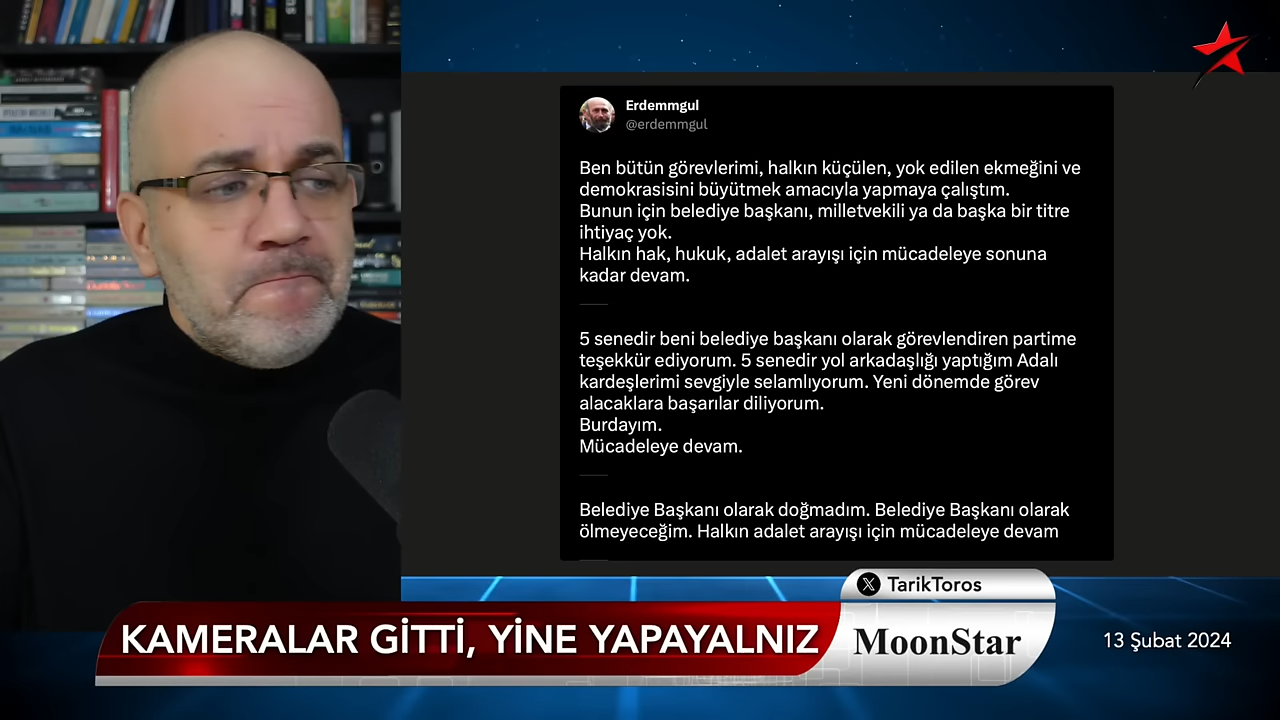 Erdemmgul
@erdemmgul
Ben bütün görevlerimi, halkın küçülen, yok edilen ekmeğini ve
demokrasisini büyütmek amacıyla yapmaya çalıştım.
Bunun için belediye başkanı, milletvekili ya da başka bir titre
ihtiyaç yok.
Halkın hak, hukuk, adalet arayışı için mücadeleye sonuna
kadar devam.
5 senedir beni belediye başkanı olarak görevlendiren partime
teşekkür ediyorum. 5 senedir yol arkadaşlığı yaptığım Adalı
kardeşlerimi sevgiyle selamlıyorum. Yeni dönemde görev
alacaklara başarılar diliyorum.
Burdayım.
Mücadeleye devam.
Belediye Başkanı olarak doğmadım. Belediye Başkanı olarak
ölmeyeceğim. Halkın adalet arayışı için mücadeleye devam
TarikToros
KAMERALAR GİTTİ, YİNE YAPAYALNIZ
MoonStar
13 Şubat 2024